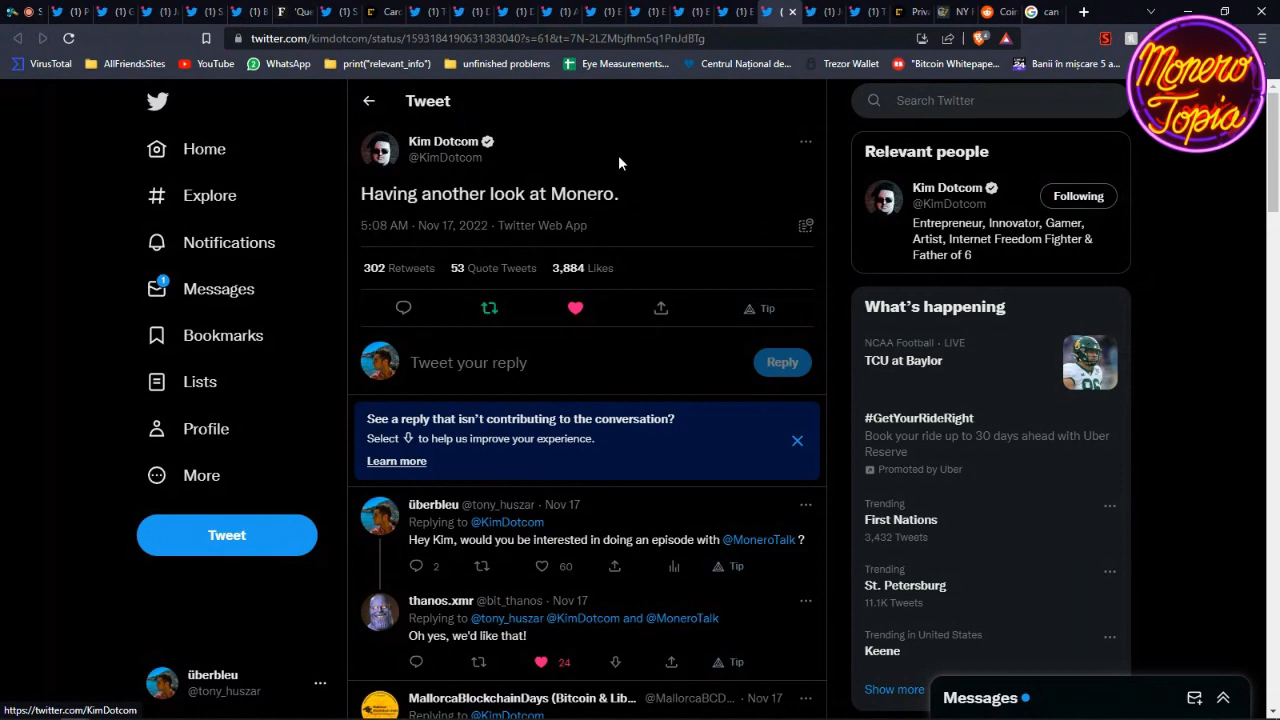 'Que
Card
Priva
NY F
Coin
can
twitter.com/kimdotcom/status/1593184190631383040?s=61&t=7N-2LZMbjfhm5q1PnJdBTg
4
VirusTotal
AllFriendsSites
YouTube
WhatsApp
print("relevant_info")
unfinished problems
Eye Measurements...
Centrul Național de...
Trezor Wallet
"Bitcoin Whitepape...
Banii în mișcare 5 a...
Monero
Topia
Home
Explore
Notifications
1
Messages
Bookmarks
Lists
Profile
More
Tweet
überbleu
@tony_huszar
https://twitter.com/KimDotcom
Tweet
Kim Dotcom
@KimDotcom
Having another look at Monero.
5:08 AM · Nov 17, 2022 · Twitter Web App
302 Retweets 53 Quote Tweets 3,884 Likes
Tip
Tweet your reply
Reply
See a reply that isn't contributing to the conversation?
Select to help us improve your experience.
Learn more
überbleu @tony_huszar · Nov 17
Replying to @KimDotcom
Hey Kim, would you be interested in doing an episode with @MoneroTalk ?
2 60 Tip
thanos.xmr @bit_thanos · Nov 17
Replying to @tony_huszar @KimDotcom and @MoneroTalk
Oh yes, we'd like that!
24 Tip
MallorcaBlockchainDays (Bitcoin & Lib... @MallorcaBCD... · Nov 17
Replying to @KimDotcom
Search Twitter
Relevant people
Kim Dotcom
@KimDotcom
Following
Entrepreneur, Innovator, Gamer,
Artist, Internet Freedom Fighter &
Father of 6
What's happening
NCAA Football · LIVE
TCU at Baylor
#GetYourRideRight
Book your ride up to 30 days ahead with Uber
Reserve
Promoted by Uber
Trending
First Nations
3,432 Tweets
Trending
St. Petersburg
11.1K Tweets
Trending in United States
Keene
Show more
Messages